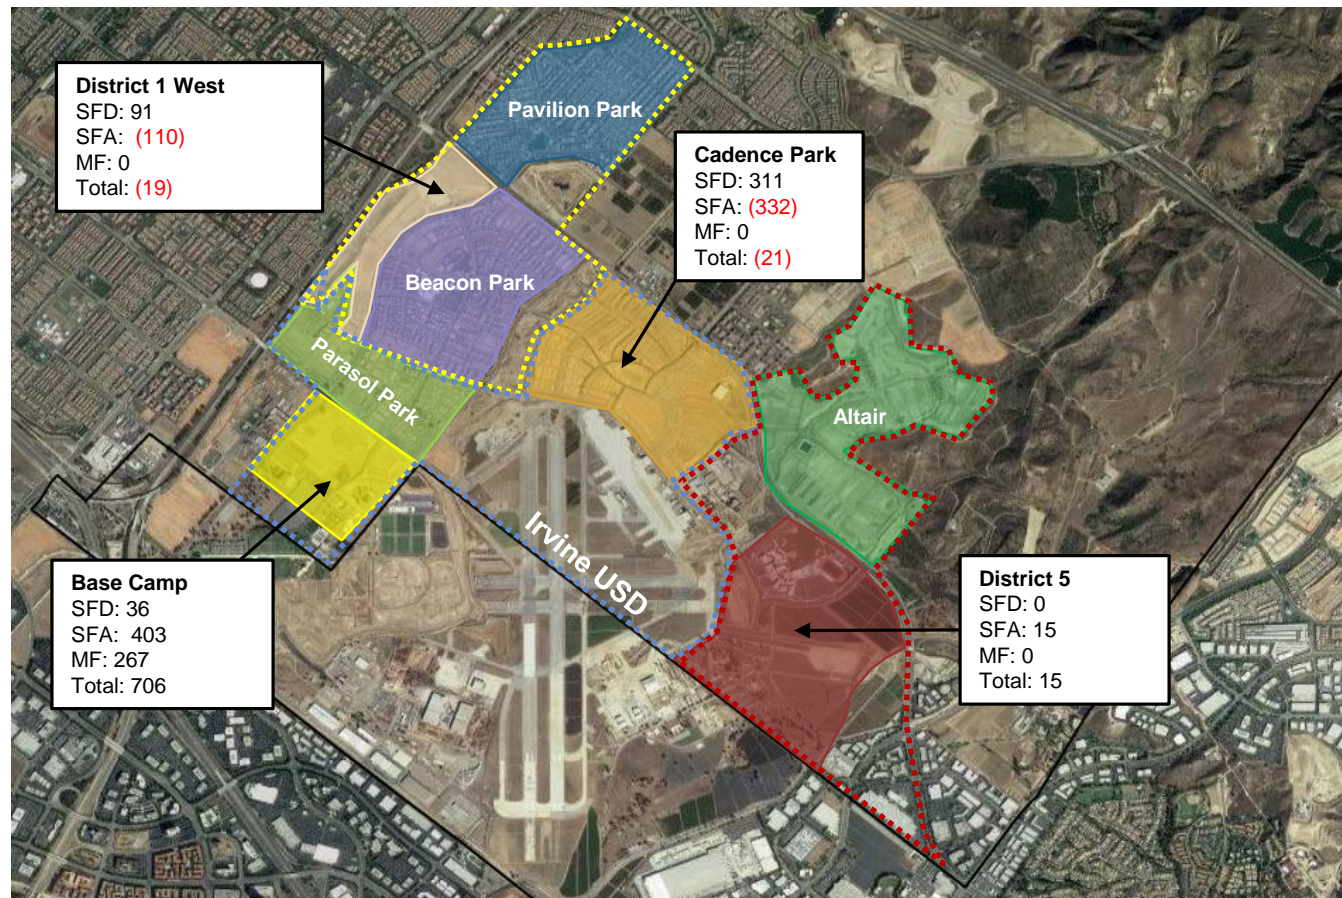 Pavilion Park
District 1 West
SFD: 91
SFA: (110)
MF: 0
Total: (19)
Cadence Park
SFD: 311
SFA: (332)
MF: 0
Total: (21)
Beacon Park
Parasol Park
Altair
Irvine USD
Base Camp
SFD: 36
SFA: 403
MF: 267
Total: 706
District 5
SFD: 0
SFA: 15
MF: 0
Total: 15